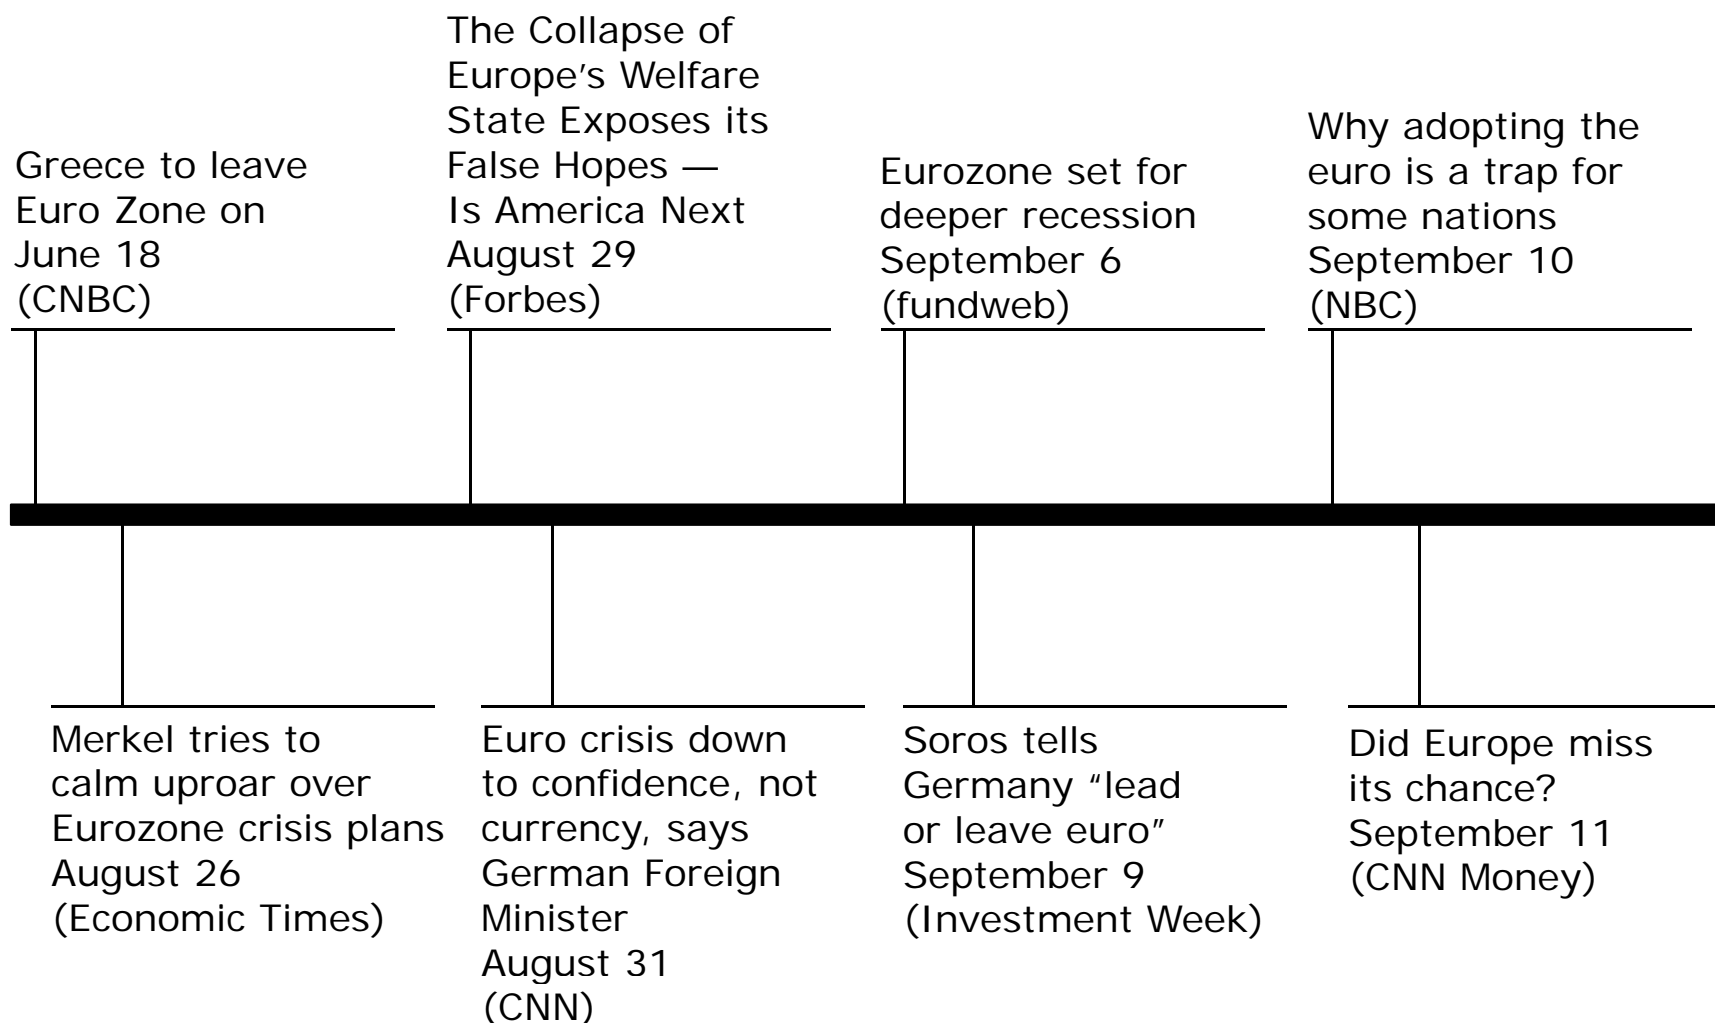 Greece to leave
Euro Zone on
June 18
(CNBC)
The Collapse of
Europe’s Welfare
State Exposes its
False Hopes —
Is America Next
August 29
(Forbes)
Eurozone set for
deeper recession
September 6
(fundweb)
Why adopting the
euro is a trap for
some nations
September 10
(NBC)
Merkel tries to
calm uproar over
Eurozone crisis plans
August 26
(Economic Times)
Euro crisis down
to confidence, not
currency, says
German Foreign
Minister
August 31
(CNN)
Soros tells
Germany “lead
or leave euro”
September 9
(Investment Week)
Did Europe miss
its chance?
September 11
(CNN Money)